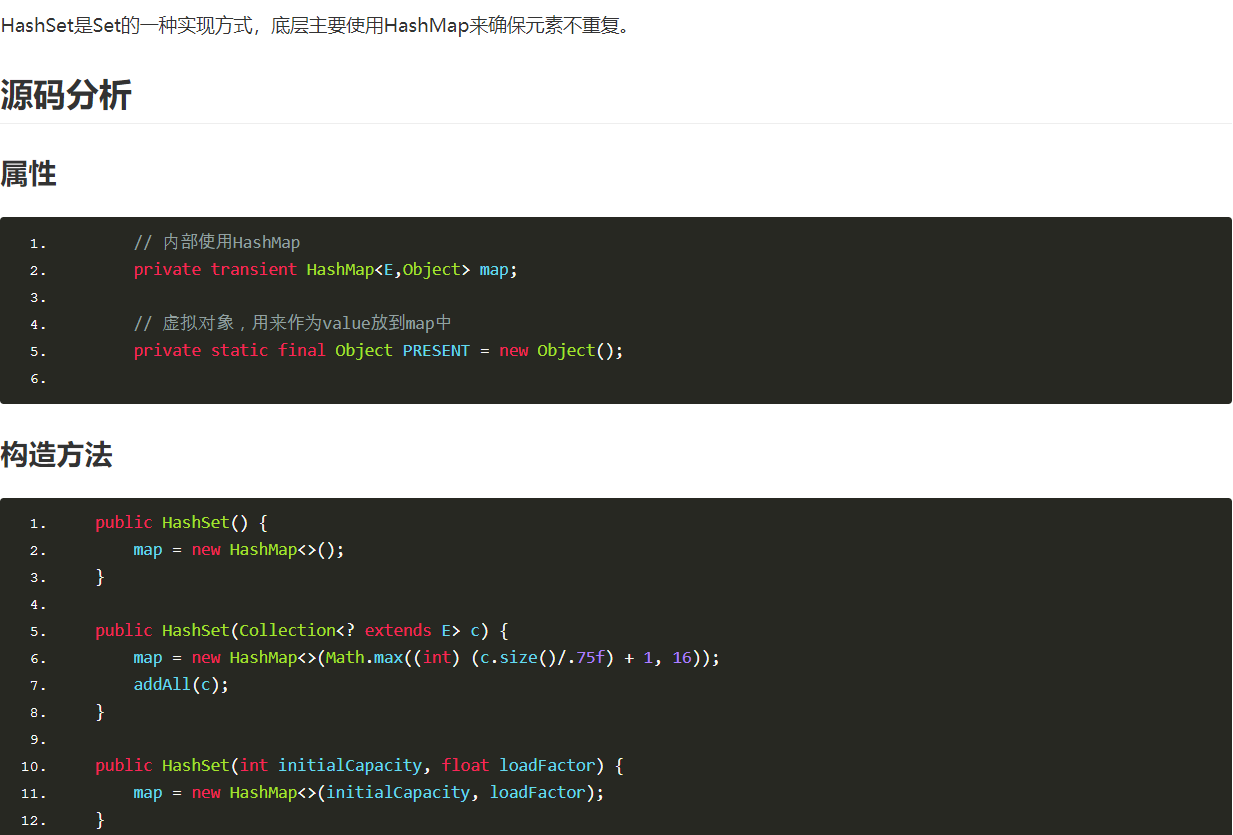 HashSet是Set的一种实现方式，底层主要使用HashMap来确保元素不重复。
源码分析
属性
1. // 内部使用HashMap
2. private transient HashMap<E,Object> map;
3.
4. // 虚拟对象，用来作为value放到map中
5. private static final Object PRESENT = new Object();
6.
构造方法
1. public HashSet() {
2. map = new HashMap<>();
3. }
4.
5. public HashSet(Collection<? extends E> c) {
6. map = new HashMap<>(Math.max((int) (c.size()/.75f) + 1, 16));
7. addAll(c);
8. }
9.
10. public HashSet(int initialCapacity, float loadFactor) {
11. map = new HashMap<>(initialCapacity, loadFactor);
12. }